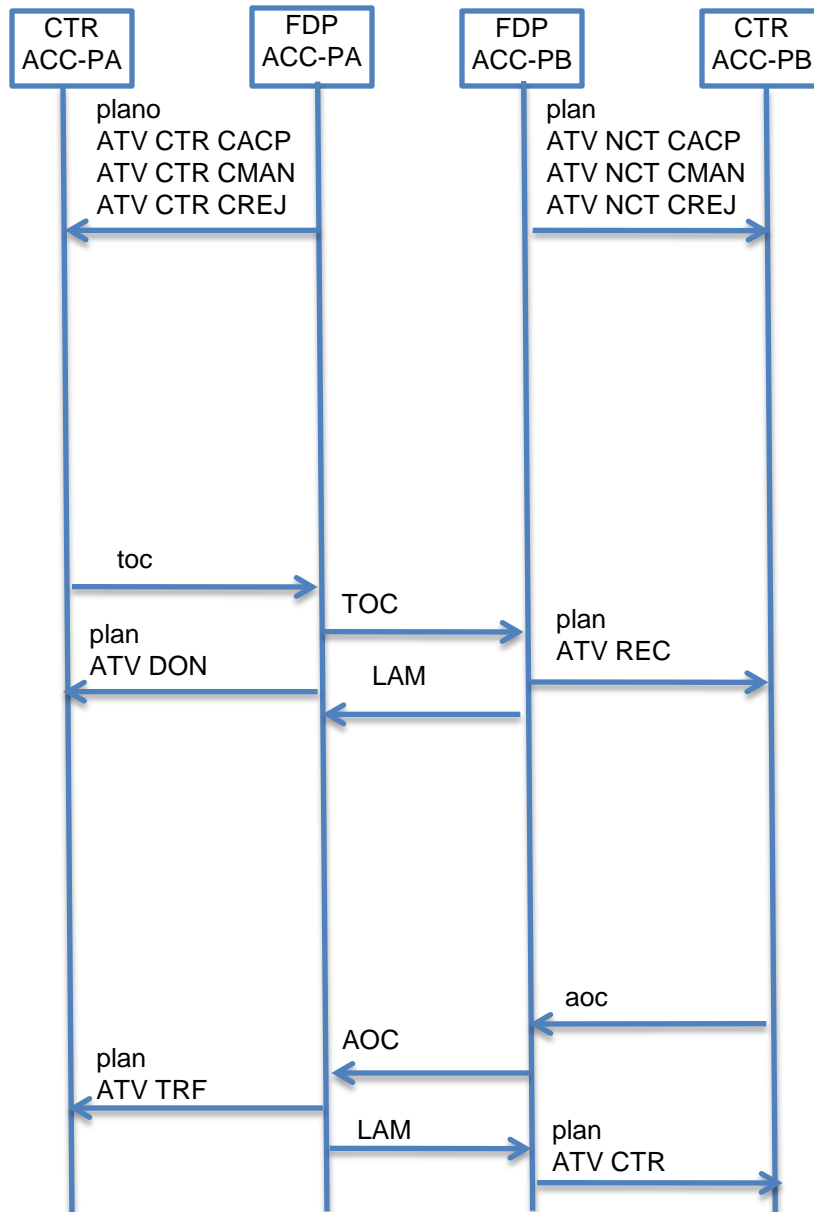 CTR
ACC-PA
FDP
ACC-PA
FDP
ACC-PB
CTR
ACC-PB
plano
ATV CTR CACP
ATV CTR CMAN
ATV CTR CREJ
plan
ATV NCT CACP
ATV NCT CMAN
ATV NCT CREJ
toc
TOC
plan
ATV REC
plan
ATV DON
LAM
aoc
AOC
plan
ATV TRF
LAM
plan
ATV CTR